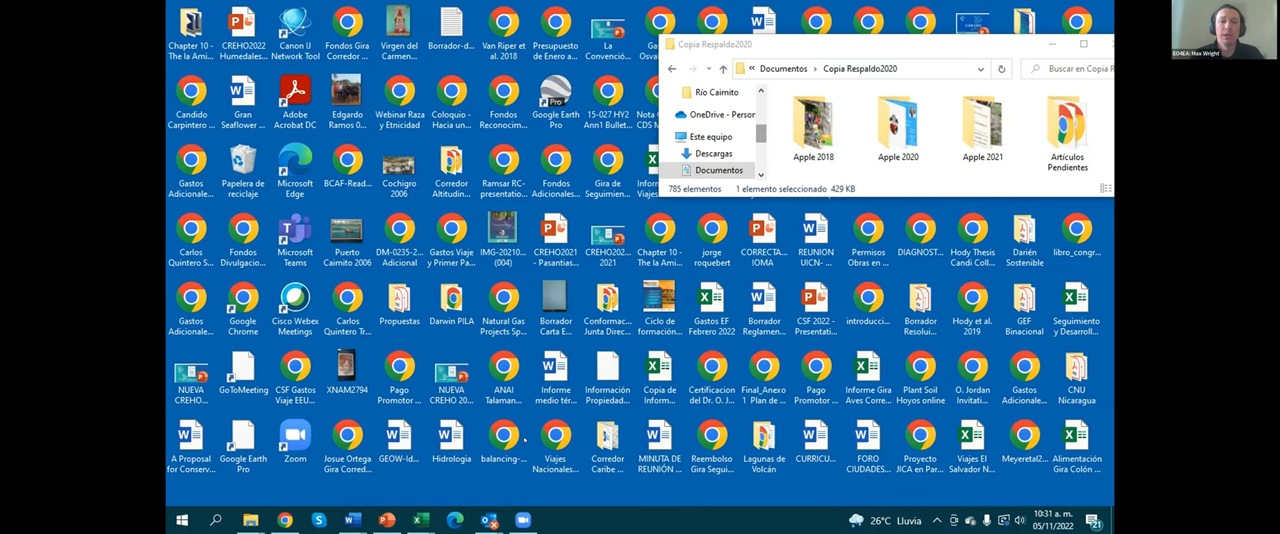 Chapter 10
- The la Ami...
CREHO2022
Humedales...
Canon IJ
Network Tool
Fondos Gira
Corredor ...
Virgen del
Carmen...
Borrador-d...
Van Riper et
al. 2018
Presupuesto
de Enero a...
La
Convenció...
Copia Respaldo2020
Documentos
Copia Respaldo2020
Buscar en Copia R
Río Caimito
OneDrive - Person
Este equipo
Descargas
Documentos
Apple 2018
Apple 2020
Apple 2021
Artículos
Pendientes
785 elementos
1 elemento seleccionado 429 KB
E04EA: Max Wright
Candido
Carpintero ...
Gran
Seaflower ...
Adobe
Acrobat DC
Edgardo
Ramos 0...
Webinar Raza
y Etnicidad
Coloquio -
Hacia un...
Fondos
Reconocim...
Google Earth
Pro
15-027 HY2
Ann1 Bullet...
Nota
CDS M
Gastos
Adicionale...
Papelera de
reciclaje
Microsoft
Edge
BCAF-Read...
Cochigro
2006
Corredor
Altitudin...
Ramsar RC-
presentatio...
Fondos
Adicionales...
Gira de
Seguimien...
Inform
Viajes
Carlos
Quintero S...
Fondos
Divulgacio...
Microsoft
Teams
Puerto
Caimito 2006
DM-0235-2...
Adicional
Gastos Viaje
y Primer Pa...
IMG-20210...
(004)
CREHO2021
- Pasantias...
CREHO202...
2021
Chapter 10 -
The la Ami...
jorge
roquebert
CORRECTA...
IOMA
REUNION
UICN- ...
Permisos
Obras en ...
DIAGNOST...
Hody Thesis
Candi Coll...
Darién
Sostenible
libro_congr...
Gastos
Adicionale...
Google
Chrome
Cisco Webex
Meetings
Carlos
Quintero Tr...
Propuestas
Darwin PILA
Natural Gas
Projects Sp...
Borrador
Carta E...
Conformac...
Junta Direc...
Ciclo de
formación...
Gastos EF
Febrero 2022
Borrador
Reglamen...
CSF 2022 -
Presentati...
introducci...
Borrador
Resolui...
Hody et al.
2019
GEF
Binacional
Seguimiento
y Desarroll...
NUEVA
CREHO ...
GoToMeeting
CSF Gastos
Viaje EEU...
XNAM2794
Pago
Promotor ...
NUEVA
CREHO 20...
ANAI
Talaman...
Informe
medio tér...
Información
Propiedad...
Copia de
Inform...
Certificacion
del Dr. O. J...
Final_Anexo
1 Plan de ...
Pago
Promotor ...
Informe Gira
Aves Corre...
Plant Soil
Hoyos online
O. Jordan
Invitati...
Gastos
Adicionale...
CNU
Nicaragua
A Proposal
for Conserv...
Google Earth
Pro
Zoom
Josue Ortega
Gira Corred...
GEOW-Id...
Hidrologia
balancing-...
Viajes
Nacionales...
Corredor
Caribe ...
MINUTA DE
REUNIÓN ...
Reembolso
Gira Segui...
Lagunas de
Volcán
CURRICU...
FORO
CIUDADES...
Proyecto
JICA en Par...
Viajes El
Salvador N...
Meyeretal2...
Alimentación
Gira Colón ...
26°C Lluvia
10:31 a. m.
05/11/2022
21